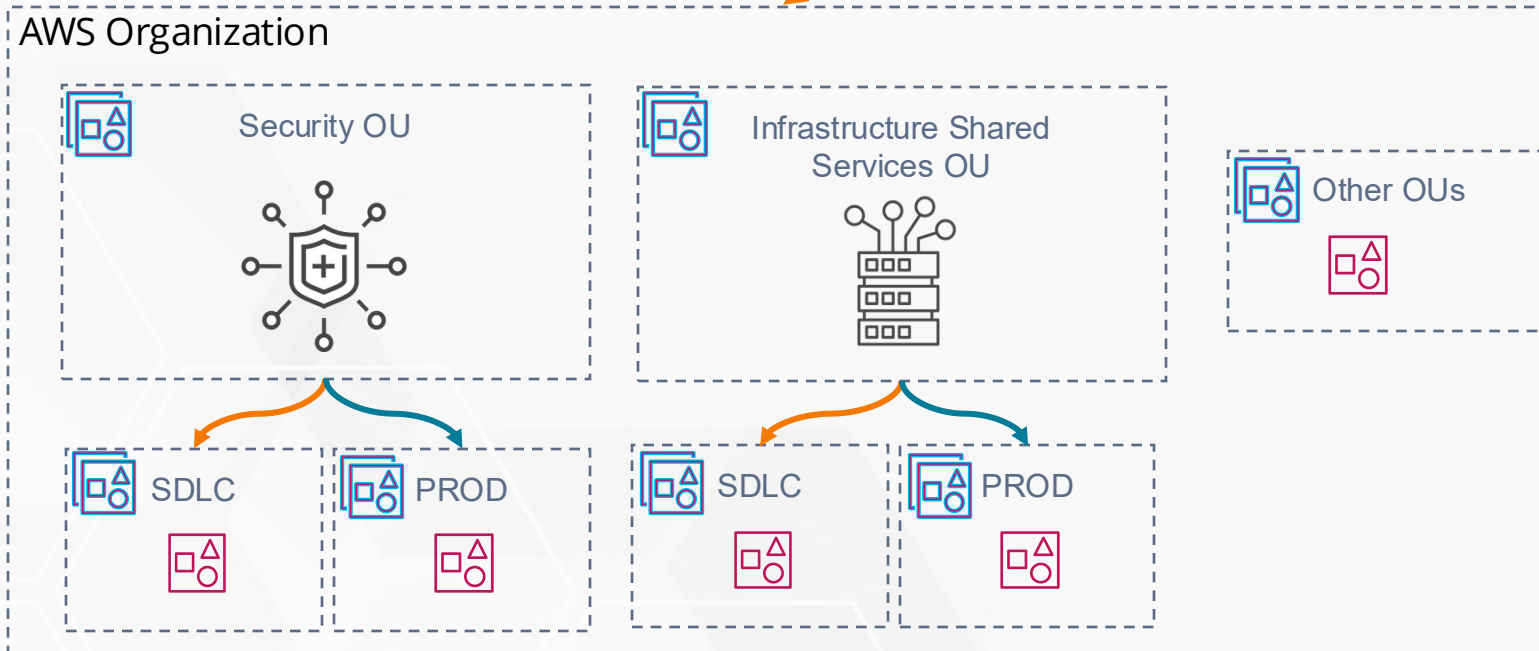 AWS Organization
Security OU
Infrastructure Shared
Services OU
Other OUs
SDLC
PROD
SDLC
PROD